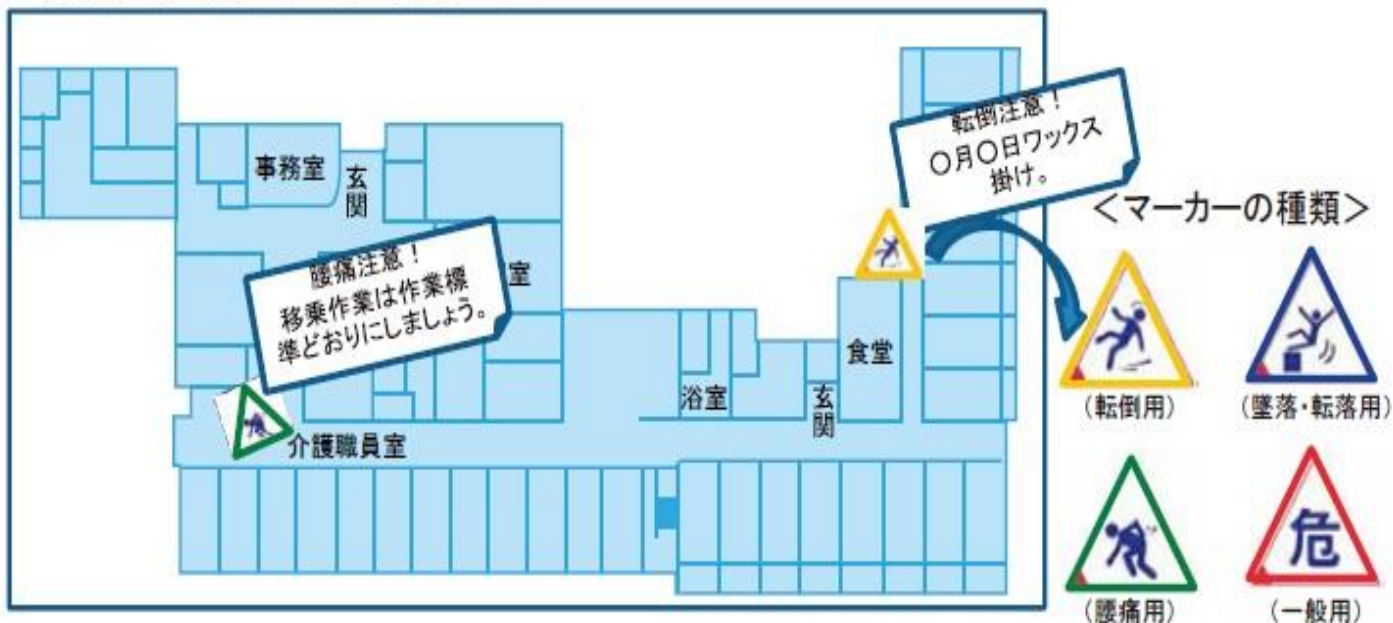 事務室
玄関
転倒注意！
〇月〇日ワックス
掛け。
＜マーカーの種類＞
腰痛注意！
移乗作業は作業標
準どおりにしましょう。
室
食堂
浴室
玄関
介護職員室
（転倒用）
（墜落・転落用）
危
（腰痛用）
（一般用）